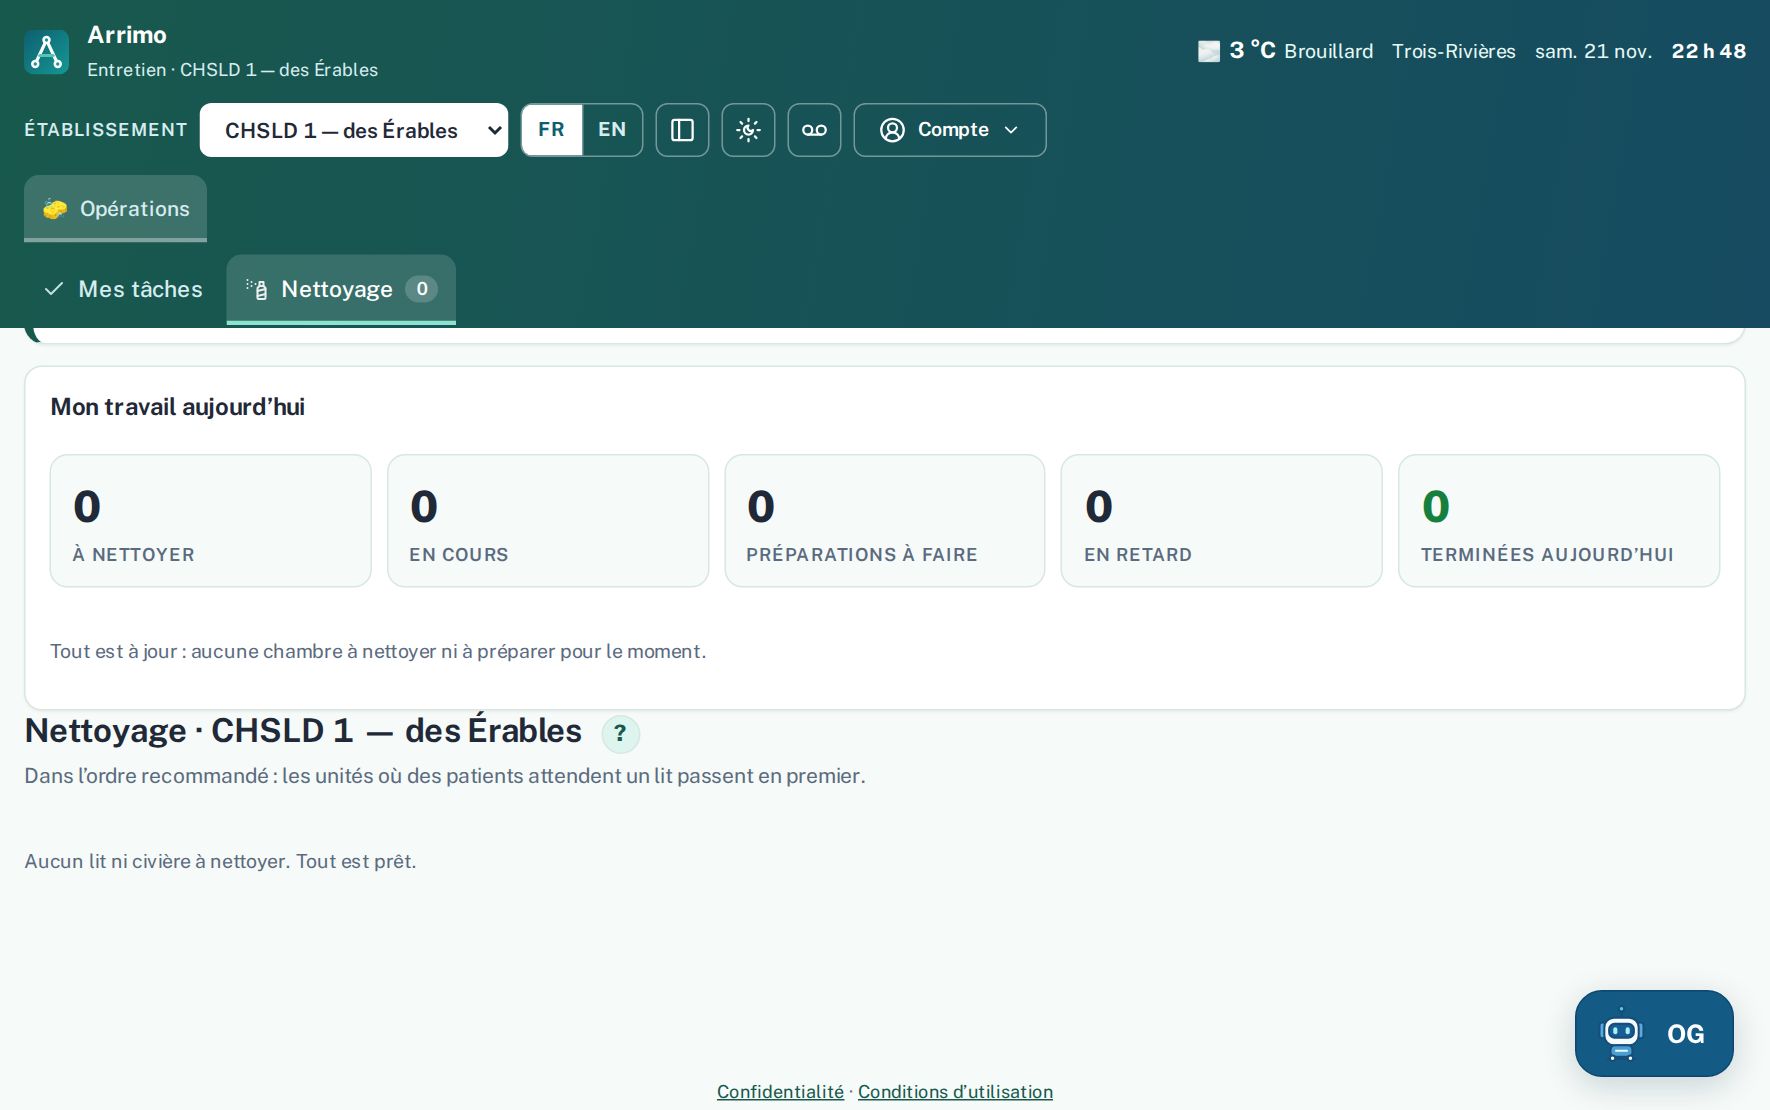 Arrimo
Entretien · CHSLD 1 — des Érables
3 °C Brouillard Trois-Rivières sam. 21 nov. 22 h 48
ÉTABLISSEMENT CHSLD 1 — des Érables FR EN Compte
Opérations
Mes tâches Nettoyage 0
Mon travail aujourd’hui
0 0 0 0 0
À NETTOYER EN COURS PRÉPARATIONS À FAIRE EN RETARD TERMINÉES AUJOURD’HUI
Tout est à jour : aucune chambre à nettoyer ni à préparer pour le moment.
Nettoyage · CHSLD 1 — des Érables ?
Dans l’ordre recommandé : les unités où des patients attendent un lit passent en premier.
Aucun lit ni civière à nettoyer. Tout est prêt.
OG
Confidentialité · Conditions d’utilisation